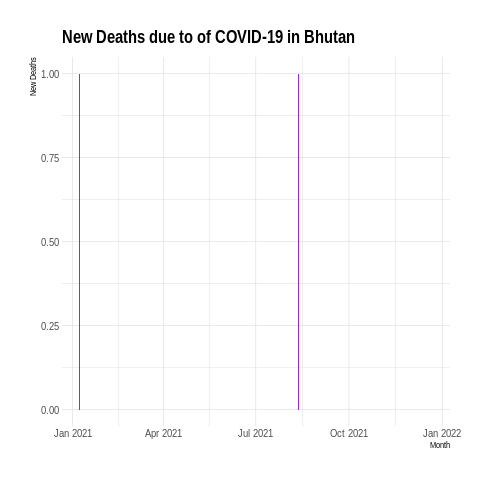 New Deaths due to of COVID-19 in Bhutan
New Deaths
1.00
0.75
0.50
0.25
0.00
Jan 2021 Apr 2021 Jul 2021 Oct 2021 Jan 2022
Month